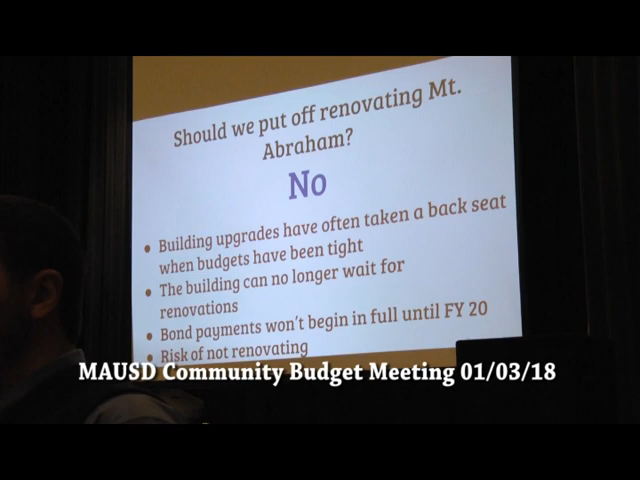 Should we put off renovating Mt.
Abraham?
No
• Building upgrades have often taken a back seat
when budgets have been tight
• The building can no longer wait for
renovations
• Bond payments won't begin in full until FY 20
• Risk of not renovating
MAUSD Community Budget Meeting 01/03/18